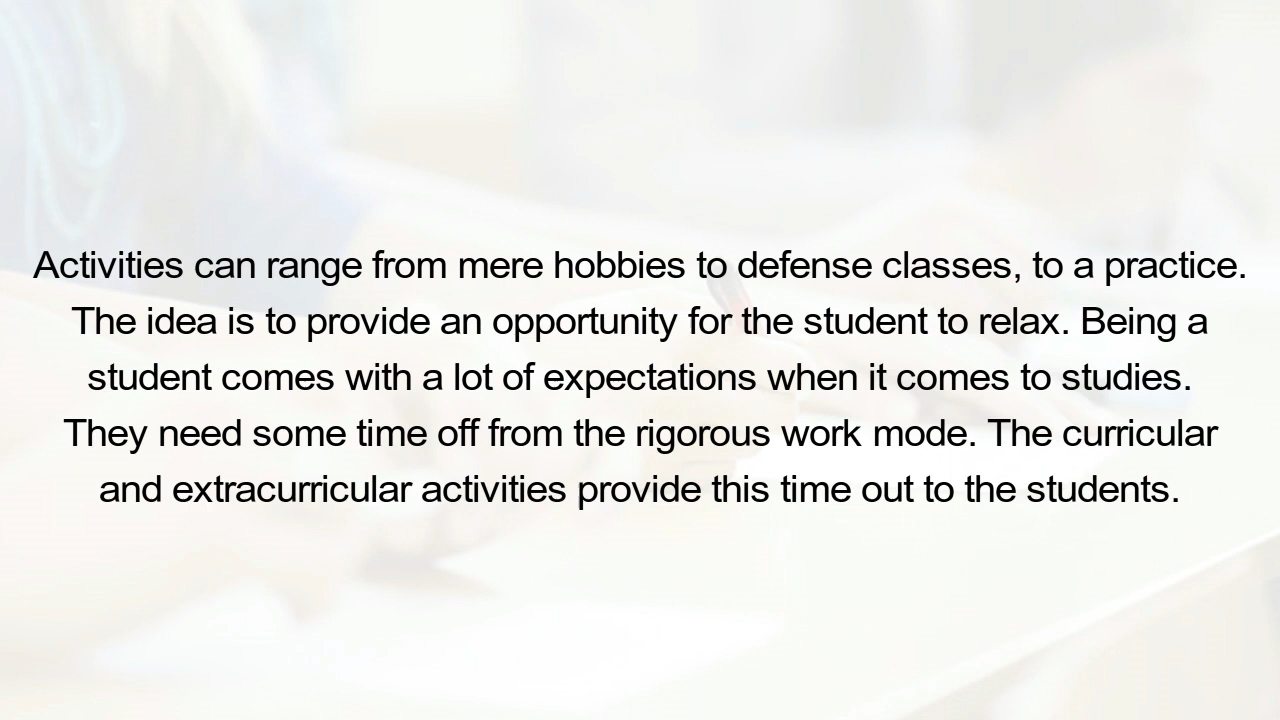 Activities can range from mere hobbies to defense classes, to a practice.
The idea is to provide an opportunity for the student to relax. Being a
student comes with a lot of expectations when it comes to studies.
They need some time off from the rigorous work mode. The curricular
and extracurricular activities provide this time out to the students.